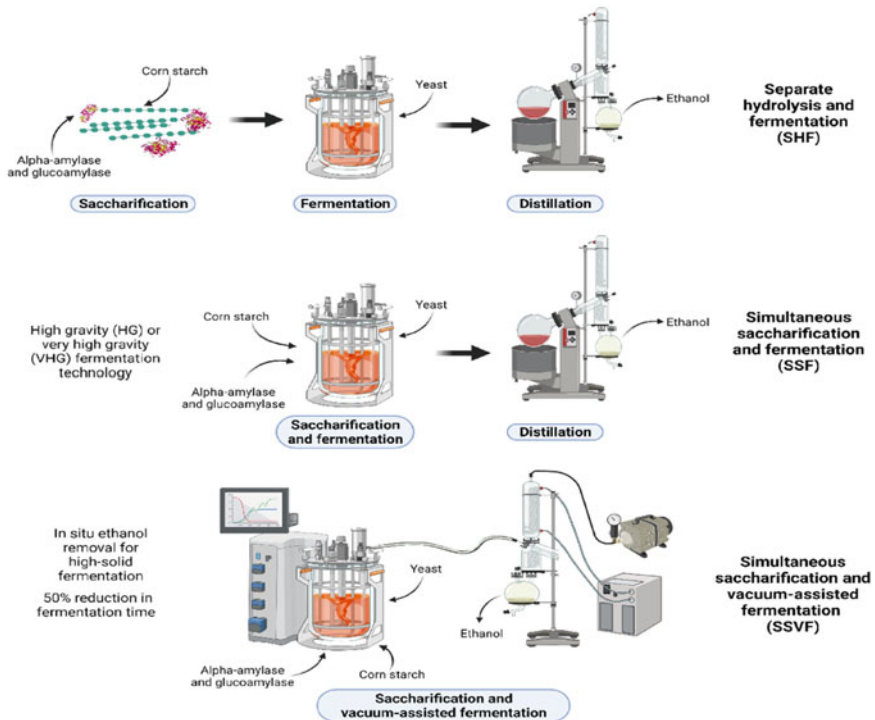 Corn starch
Yeast
Ethanol
Alpha-amylase
and glucoamylase
Saccharification
Fermentation
Distillation
Separate
hydrolysis and
fermentation
(SHF)
High gravity (HG) or
very high gravity
(VHG) fermentation
technology
Corn starch
Yeast
Alpha-amylase
and glucoamylase
Ethanol
Saccharification
and fermentation
Distillation
Simultaneous
saccharification
and fermentation
(SSF)
In situ ethanol
removal for
high-solid
fermentation
50% reduction in
fermentation time
Yeast
Ethanol
Alpha-amylase
and glucoamylase
Corn starch
Saccharification and
vacuum-assisted fermentation
Simultaneous
saccharification and
vacuum-assisted
fermentation
(SSVF)